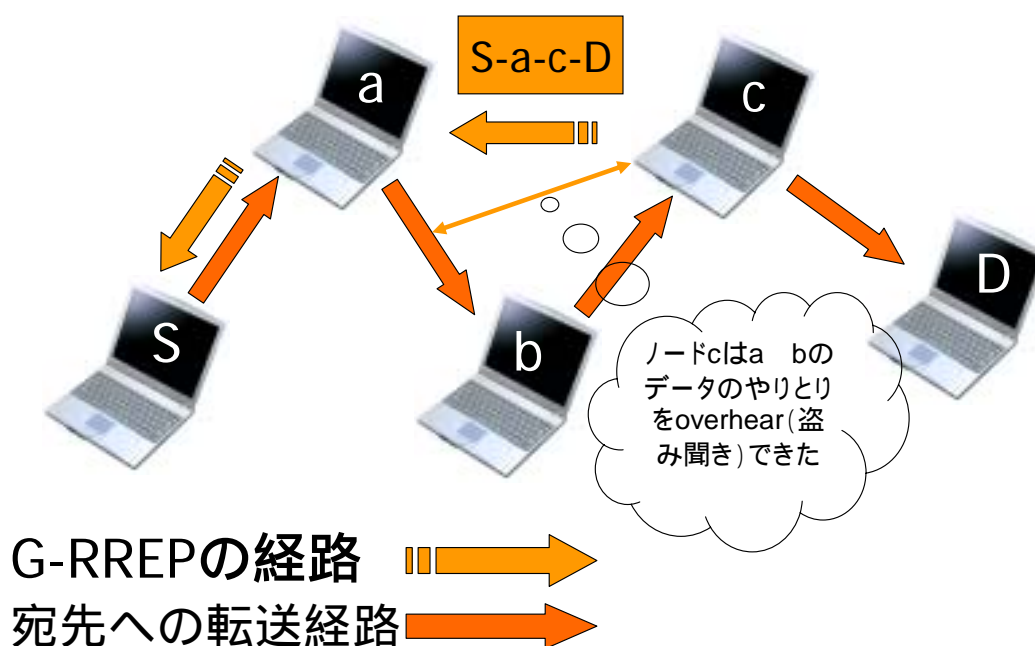 S-a-c-D
a
c
D
S
b
ノードcはa　bの
データのやりとり
をoverhear(盗
み聞き)できた
G-RREPの経路
宛先への転送経路